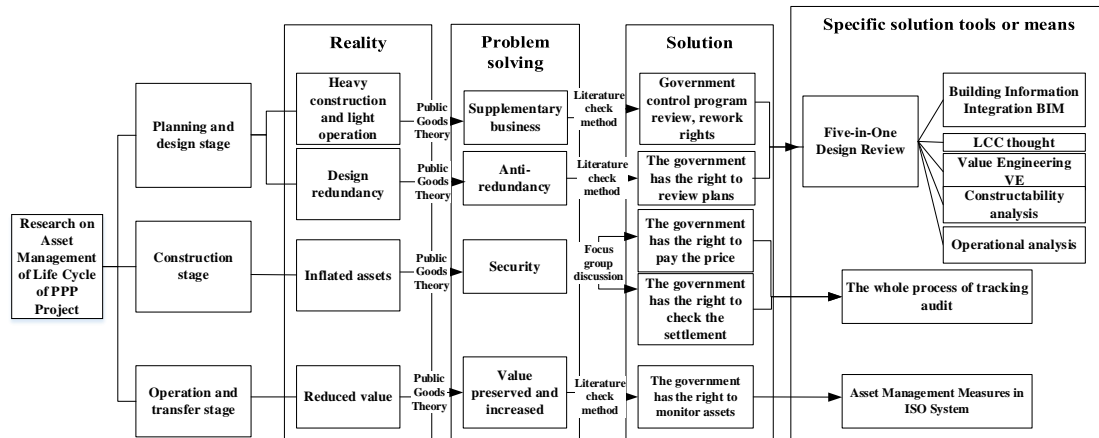 Reality
Problem
solving
Solution
Specific solution tools or means
Research on
Asset
Management
of Life Cycle
of PPP
Project
Planning and
design stage
Heavy
construction
and light
operation
Public
Goods
Theory
Supplementary
business
Literature
check
method
Government
control program
review, rework
rights
Design
redundancy
Public
Goods
Theory
Anti-
redundancy
Literature
check
method
The government
has the right to
review plans
Five-in-One
Design Review
Building Information
Integration BIM
LCC thought
Value Engineering
VE
Constructability
analysis
Operational analysis
Construction
stage
Inflated assets
Public
Goods
Theory
Security
Focus
group
discussion
The government
has the right to
pay the price
The government
has the right to
check the
settlement
The whole process of tracking
audit
Operation and
transfer stage
Reduced value
Public
Goods
Theory
Value
preserved and
increased
Literature
check
method
The government
has the right to
monitor assets
Asset Management Measures in
ISO System